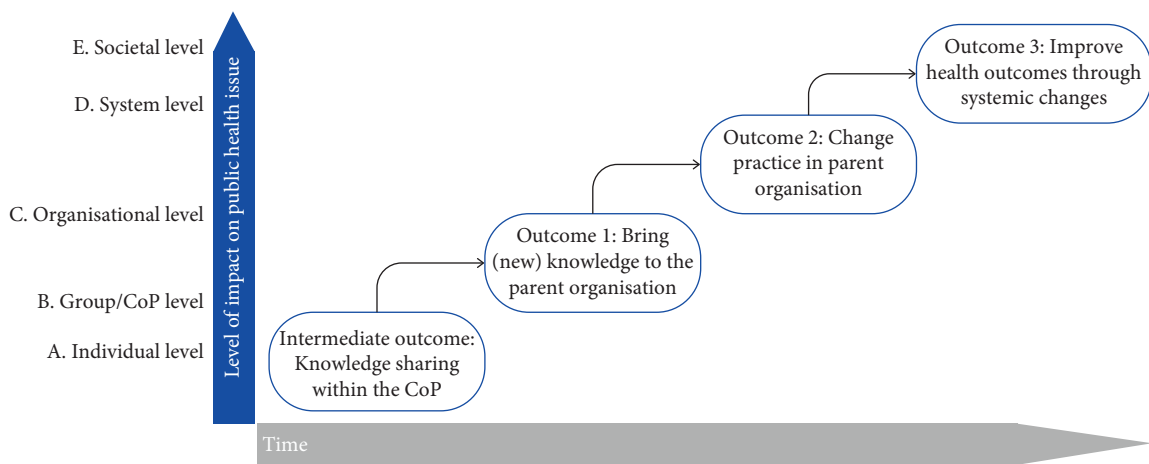 E. Societal level
D. System level
C. Organisational level
B. Group/CoP level
A. Individual level
Level of impact on public health issue
Intermediate outcome:
Knowledge sharing
within the CoP
Outcome 1: Bring
(new) knowledge to the
parent organisation
Outcome 2: Change
practice in parent
organisation
Outcome 3: Improve
health outcomes through
systemic changes
Time